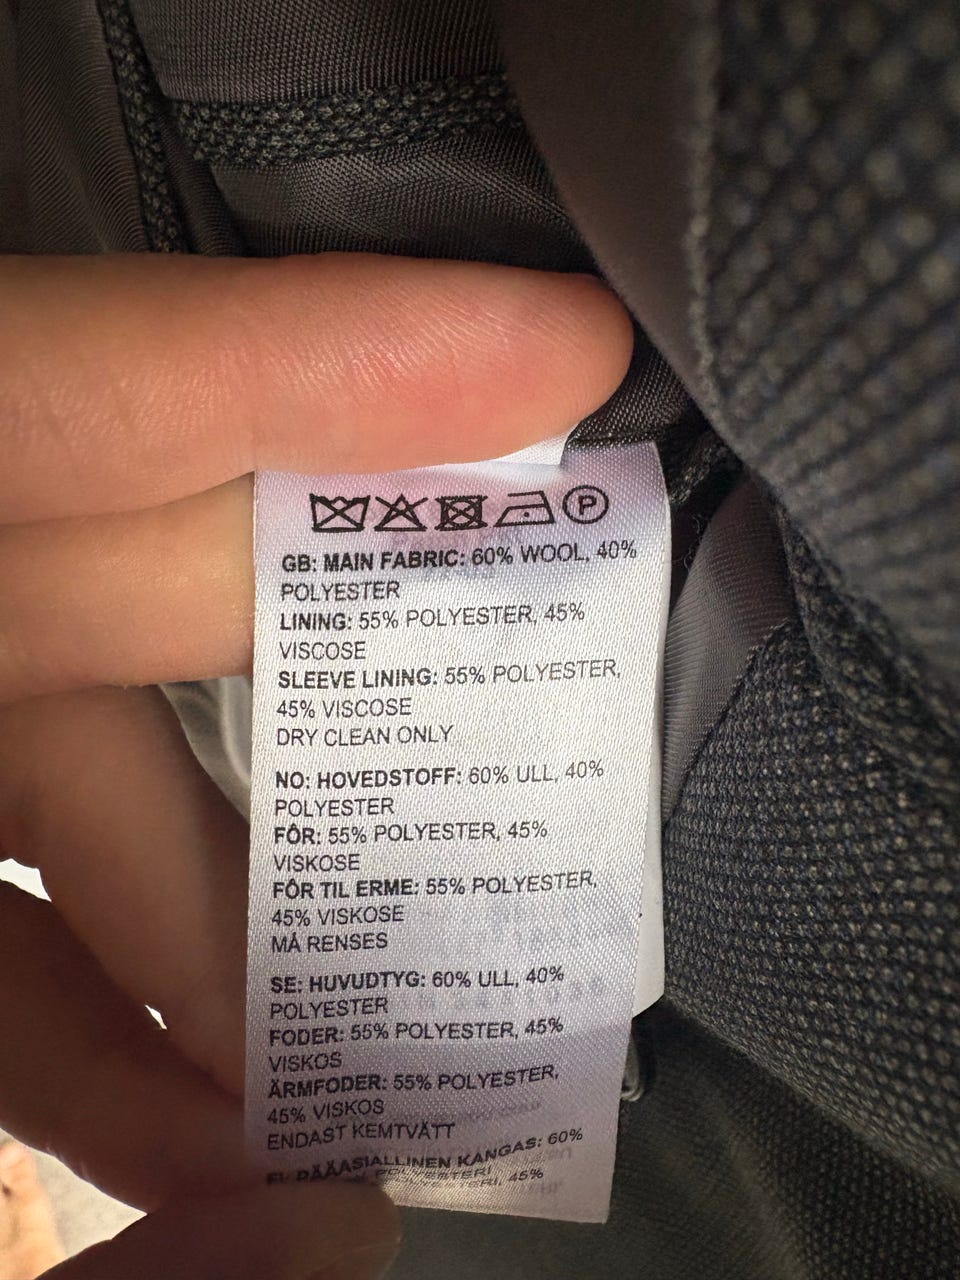 P
GB: MAIN FABRIC: 60% WOOL, 40%
POLYESTER
LINING: 55% POLYESTER, 45%
VISCOSE
SLEEVE LINING: 55% POLYESTER,
45% VISCOSE
DRY CLEAN ONLY
NO: HOVEDSTOFF: 60% ULL, 40%
POLYESTER
FÔR: 55% POLYESTER, 45%
VISKOSE
FÔR TIL ERME: 55% POLYESTER,
45% VISKOSE
MÅ RENSES
SE: HUVUDTYG: 60% ULL, 40%
POLYESTER
FODER: 55% POLYESTER, 45%
VISKOS
ÄRMFODER: 55% POLYESTER,
45% VISKOS
ENDAST KEMTVÄTT
FI: PÄÄASIALLINEN KANGAS: 60%
POLYESTERI
45%